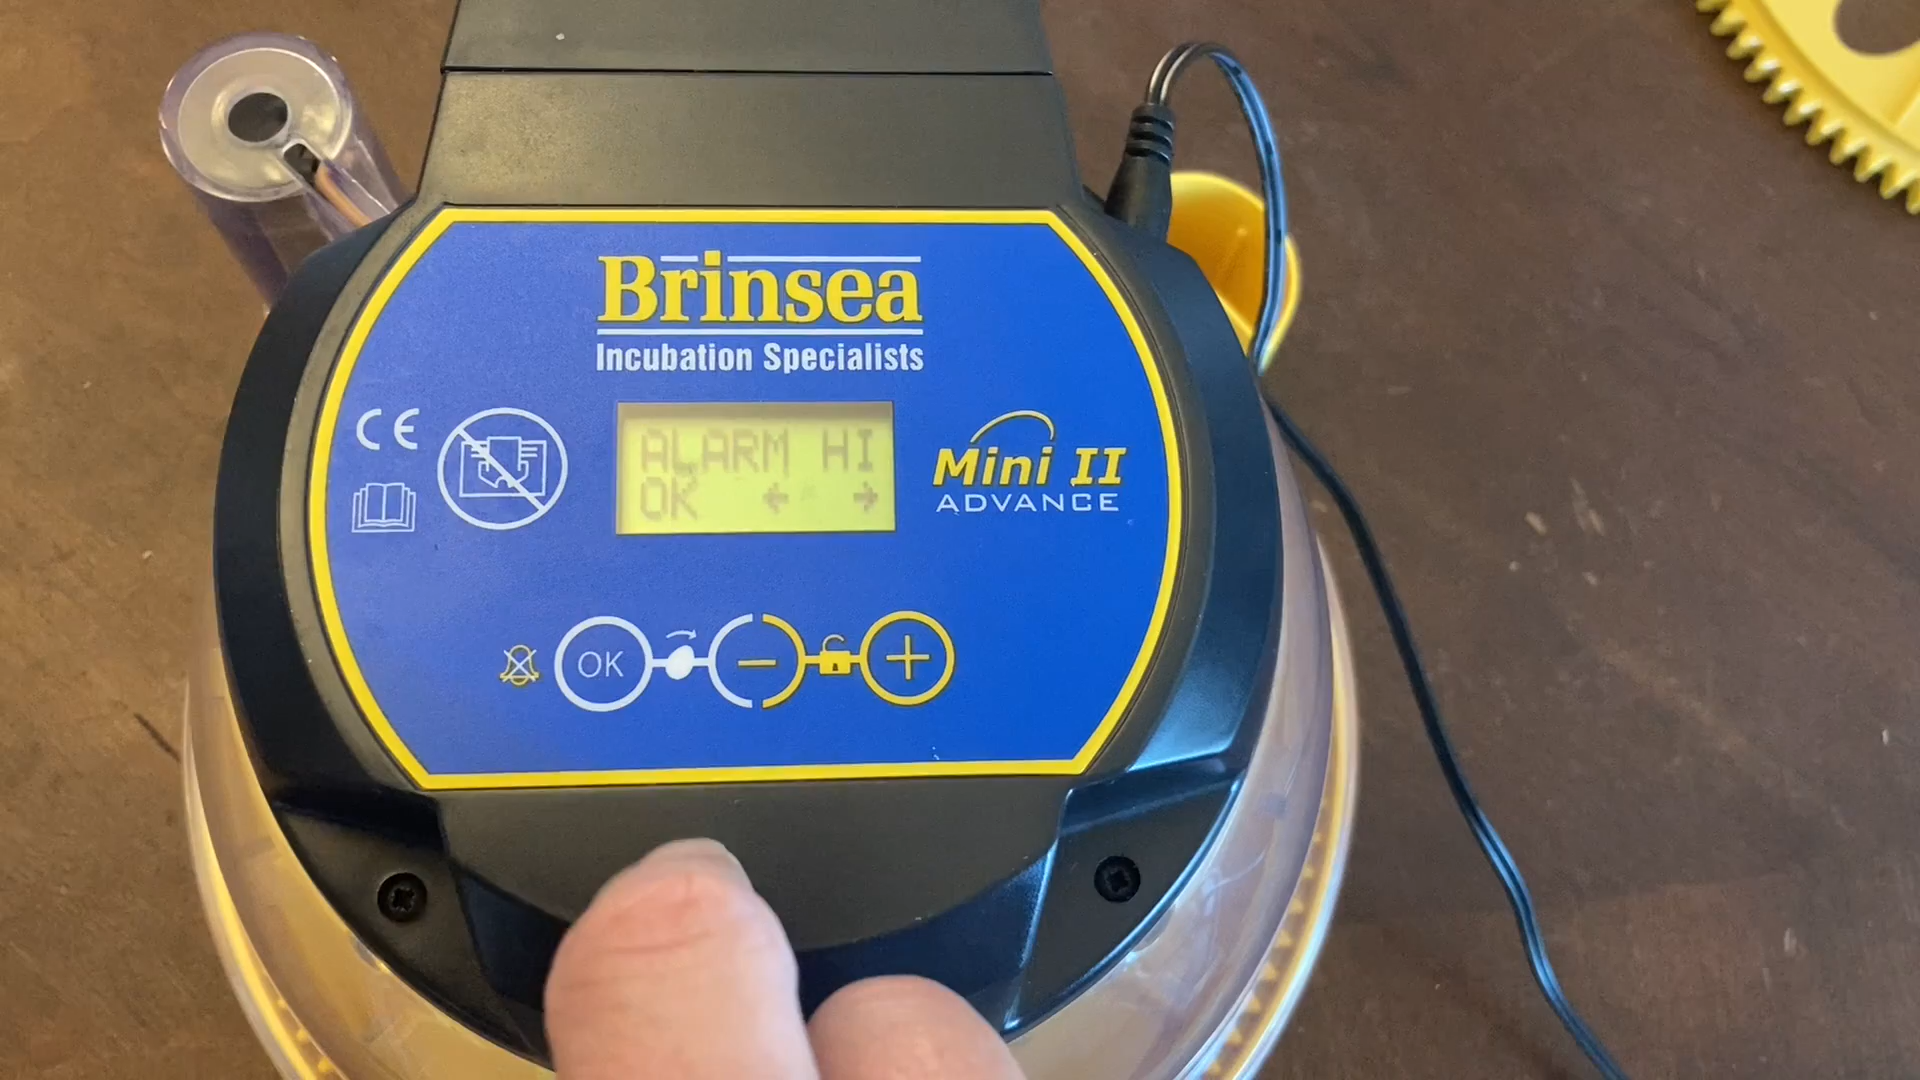 Brinsea
Incubation Specialists
CE
ALARM HI
OK ← →
Mini II
ADVANCE
OK − +